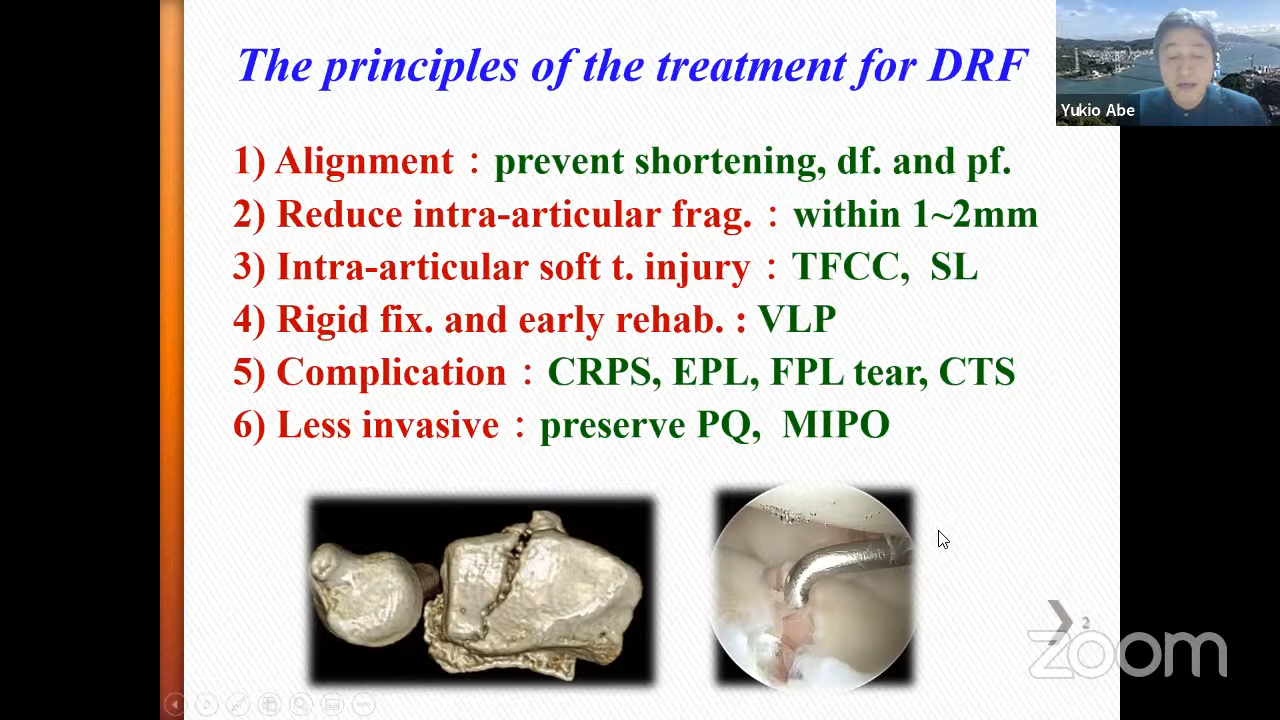 The principles of the treatment for DRF
Yukio Abe
1) Alignment：prevent shortening, df. and pf.
2) Reduce intra-articular frag.：within 1~2mm
3) Intra-articular soft t. injury：TFCC, SL
4) Rigid fix. and early rehab. : VLP
5) Complication：CRPS, EPL, FPL tear, CTS
6) Less invasive：preserve PQ, MIPO
2
zoom